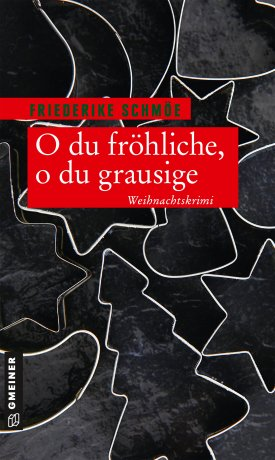 FRIEDERIKE SCHMÖE
O du fröhliche,
o du grausige
Weihnachtskrimi
GMEINER